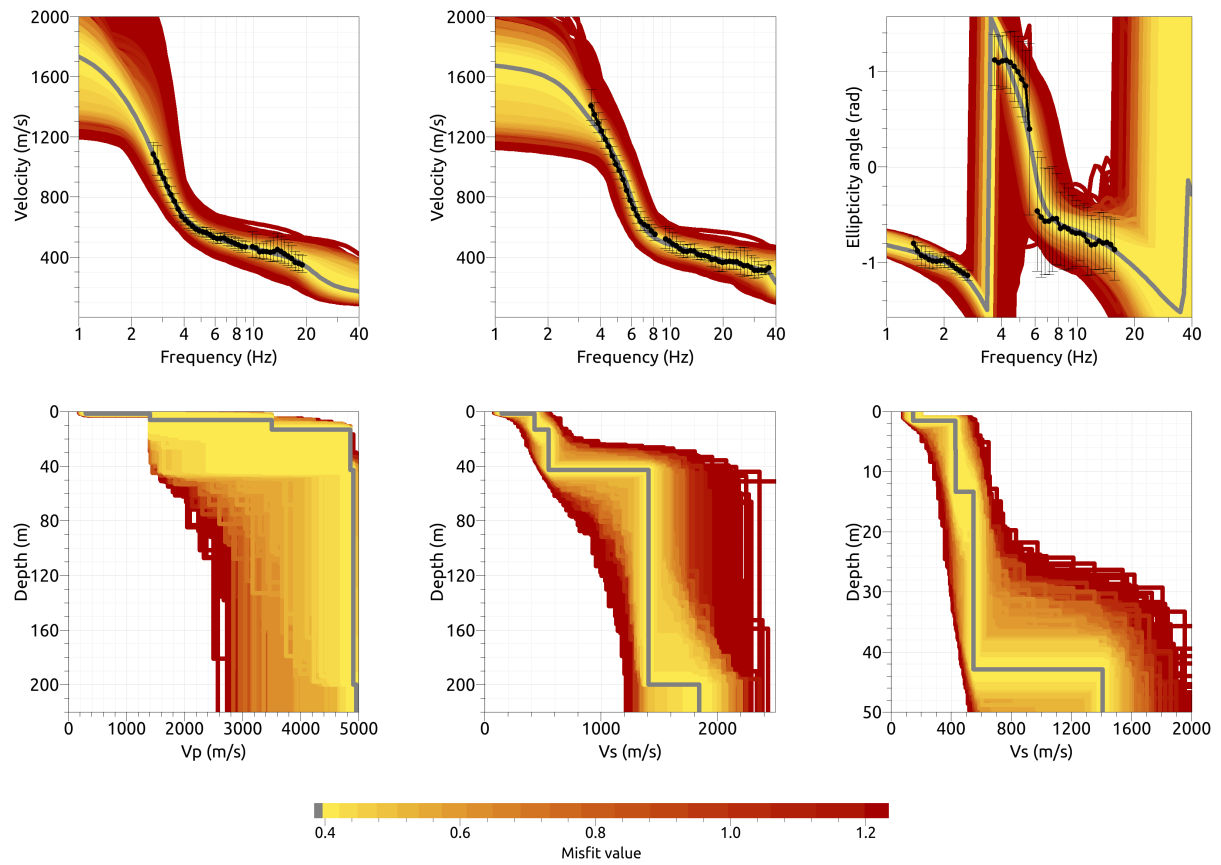 2000
1600
1200
800
400
Velocity (m/s)
1 2 4 6 8 10 20 40
Frequency (Hz)
2000
1600
1200
800
400
Velocity (m/s)
1 2 4 6 8 10 20 40
Frequency (Hz)
1
0
-1
Ellipticity angle (rad)
1 2 4 6 8 10 20 40
Frequency (Hz)
0
40
80
120
160
200
Depth (m)
0 1000 2000 3000 4000 5000
Vp (m/s)
0
40
80
120
160
200
Depth (m)
0 1000 2000
Vs (m/s)
0
10
20
30
40
50
Depth (m)
0 400 800 1200 1600 2000
Vs (m/s)
0.4 0.6 0.8 1.0 1.2
Misfit value